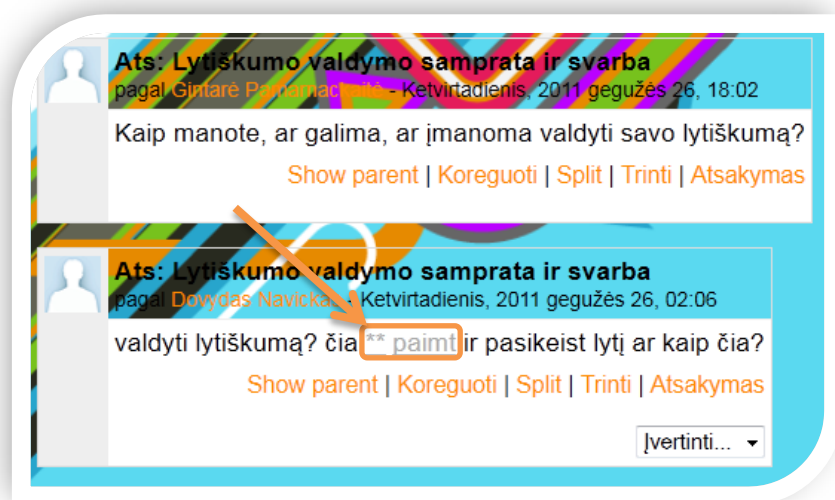 Ats: Lytiškumo valdymo samprata ir svarba
pagal Gintarė - Ketvirtadienis, 2011 gegužės 26, 18:02
Kaip manote, ar galima, ar įmanoma valdyti savo lytiškumą?
Show parent | Koreguoti | Split | Trinti | Atsakymas
Ats: Lytiškumo valdymo samprata ir svarba
pagal Dovydas Navickas - Ketvirtadienis, 2011 gegužės 26, 02:06
valdyti lytiškumą? čia ** paimt ir pasikeist lytį ar kaip čia?
Show parent | Koreguoti | Split | Trinti | Atsakymas
Įvertinti...